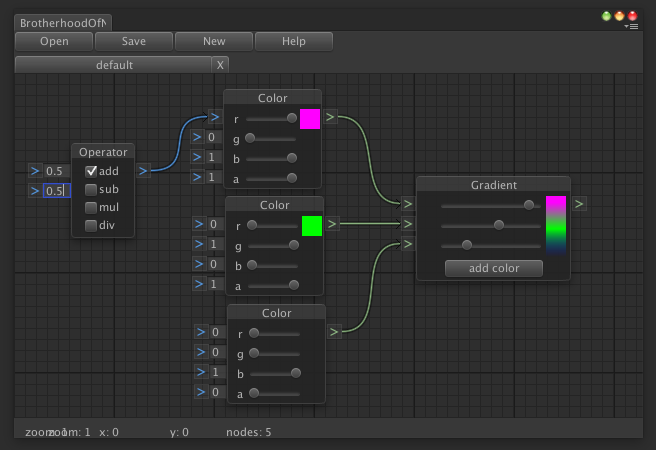 BrotherhoodOfN
Open Save New Help
default X
Color
> r >
> 0 g
> 1 b
> 1 a
Operator
> 0.5 add >
> 0.5 sub
mul
div
Color
> 0 r >
> 1 g
> 0 b
> 1 a
Gradient
> >
>
>
add color
Color
> 0 r >
> 0 g
> 1 b
> 0 a
zoom: 1 x: 0 y: 0 nodes: 5